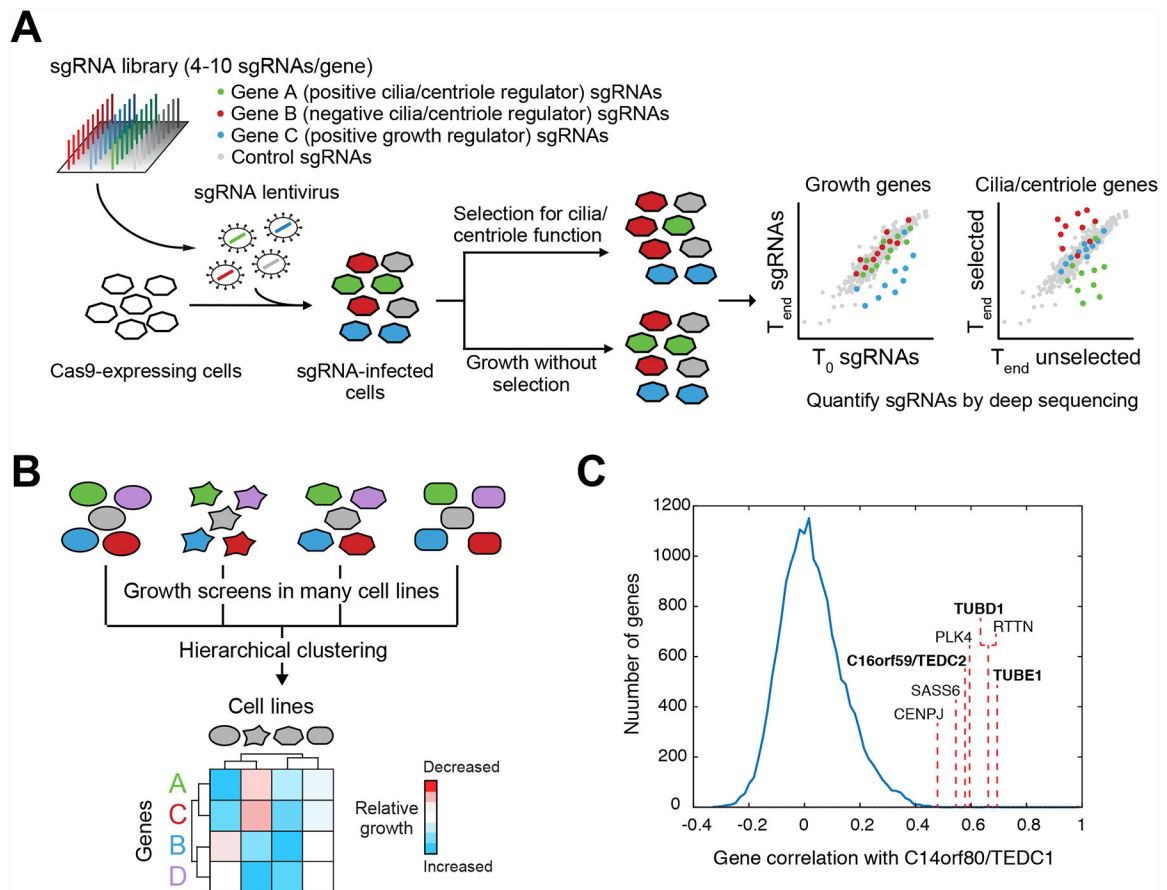 A
sgRNA library (4-10 sgRNAs/gene)
Gene A (positive cilia/centriole regulator) sgRNAs
Gene B (negative cilia/centriole regulator) sgRNAs
Gene C (positive growth regulator) sgRNAs
Control sgRNAs
sgRNA lentivirus
Cas9-expressing cells
sgRNA-infected
cells
Selection for cilia/
centriole function
Growth without
selection
Growth genes
T end sgRNAs
T0 sgRNAs
Cilia/centriole genes
T end selected
T end unselected
Quantify sgRNAs by deep sequencing
B
Growth screens in many cell lines
Hierarchical clustering
Cell lines
Genes
A
C
B
D
Decreased
Relative
growth
Increased
C
Nuumber of genes
1200
1000
800
600
400
200
0
-0.4
-0.2
0
0.2
0.4
0.6
0.8
1
TUBD1
RTTN
PLK4
C16orf59/TEDC2
TUBE1
SASS6
CENPJ
Gene correlation with C14orf80/TEDC1